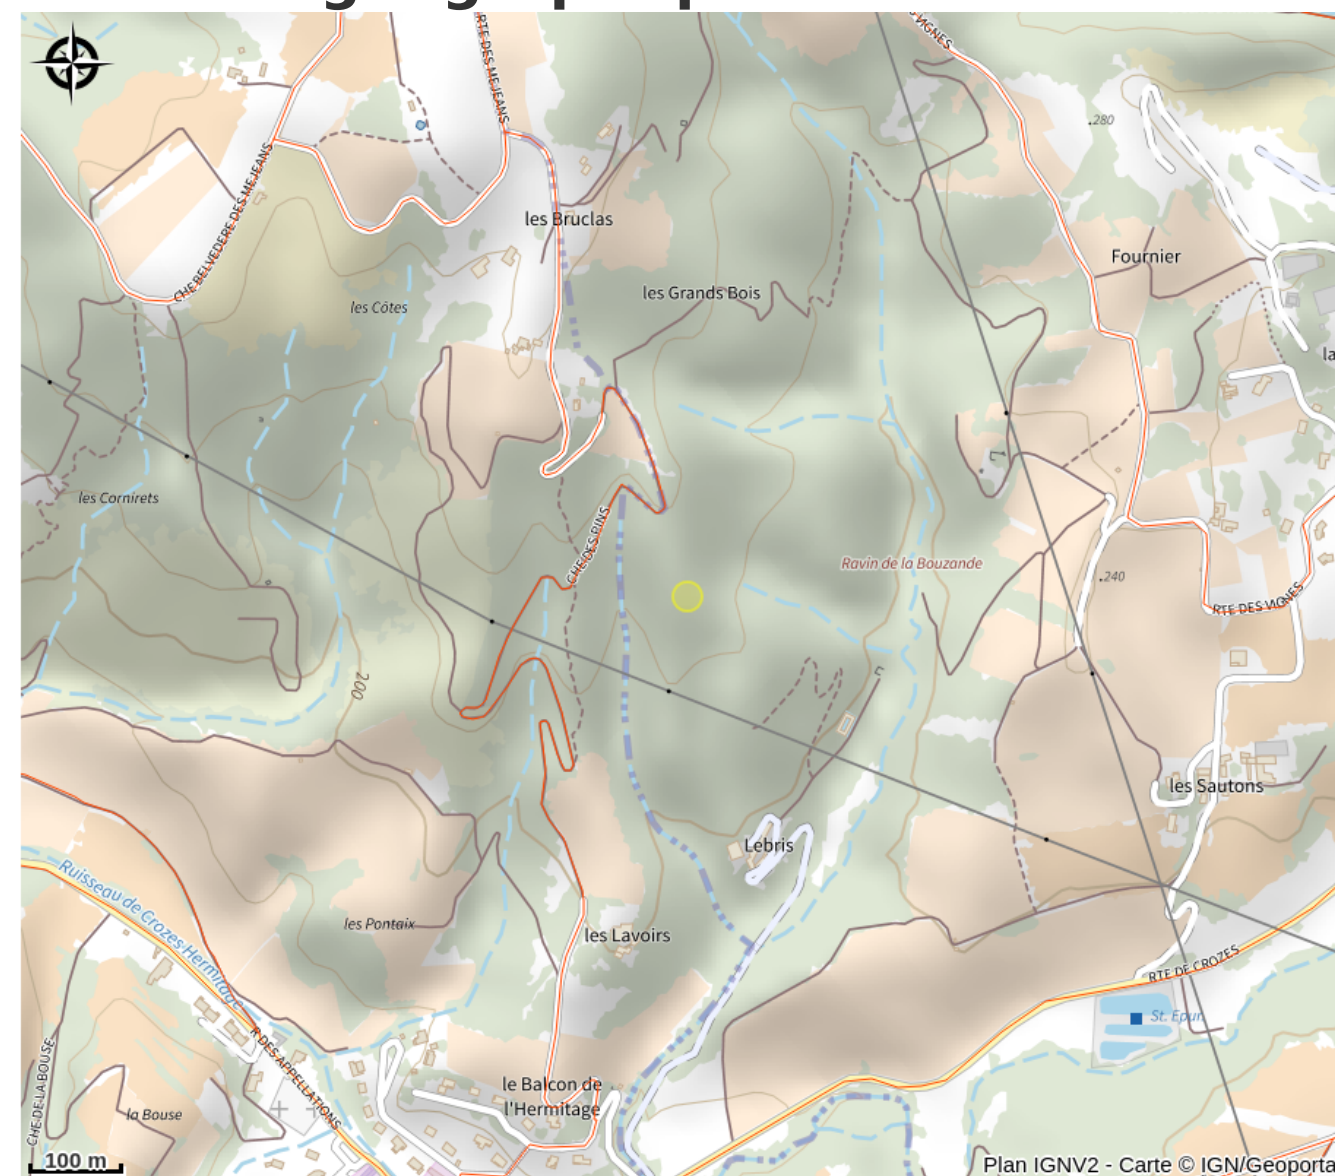 S VIGNES
RTE DES MEJEANS
.280
CHE BELVEDERE DES MEJEANS
les Bruclas
Fournier
les Grands Bois
les Côtes
la
les Cornirets
CHE DES PINS
Ravin de la Bouzande
.240
RTE DES VIGNES
200
les Sautons
Lebris
Ruisseau de Crozes Hermitage
les Pontaix
les Lavoirs
RTE DE CROZES
St. Epur.
R DES APPELLATIONS
CHE DE LA BOUSE
le Balcon de
l'Hermitage
la Bouse
100 m
Plan IGNV2 - Carte © IGN/Geoporta